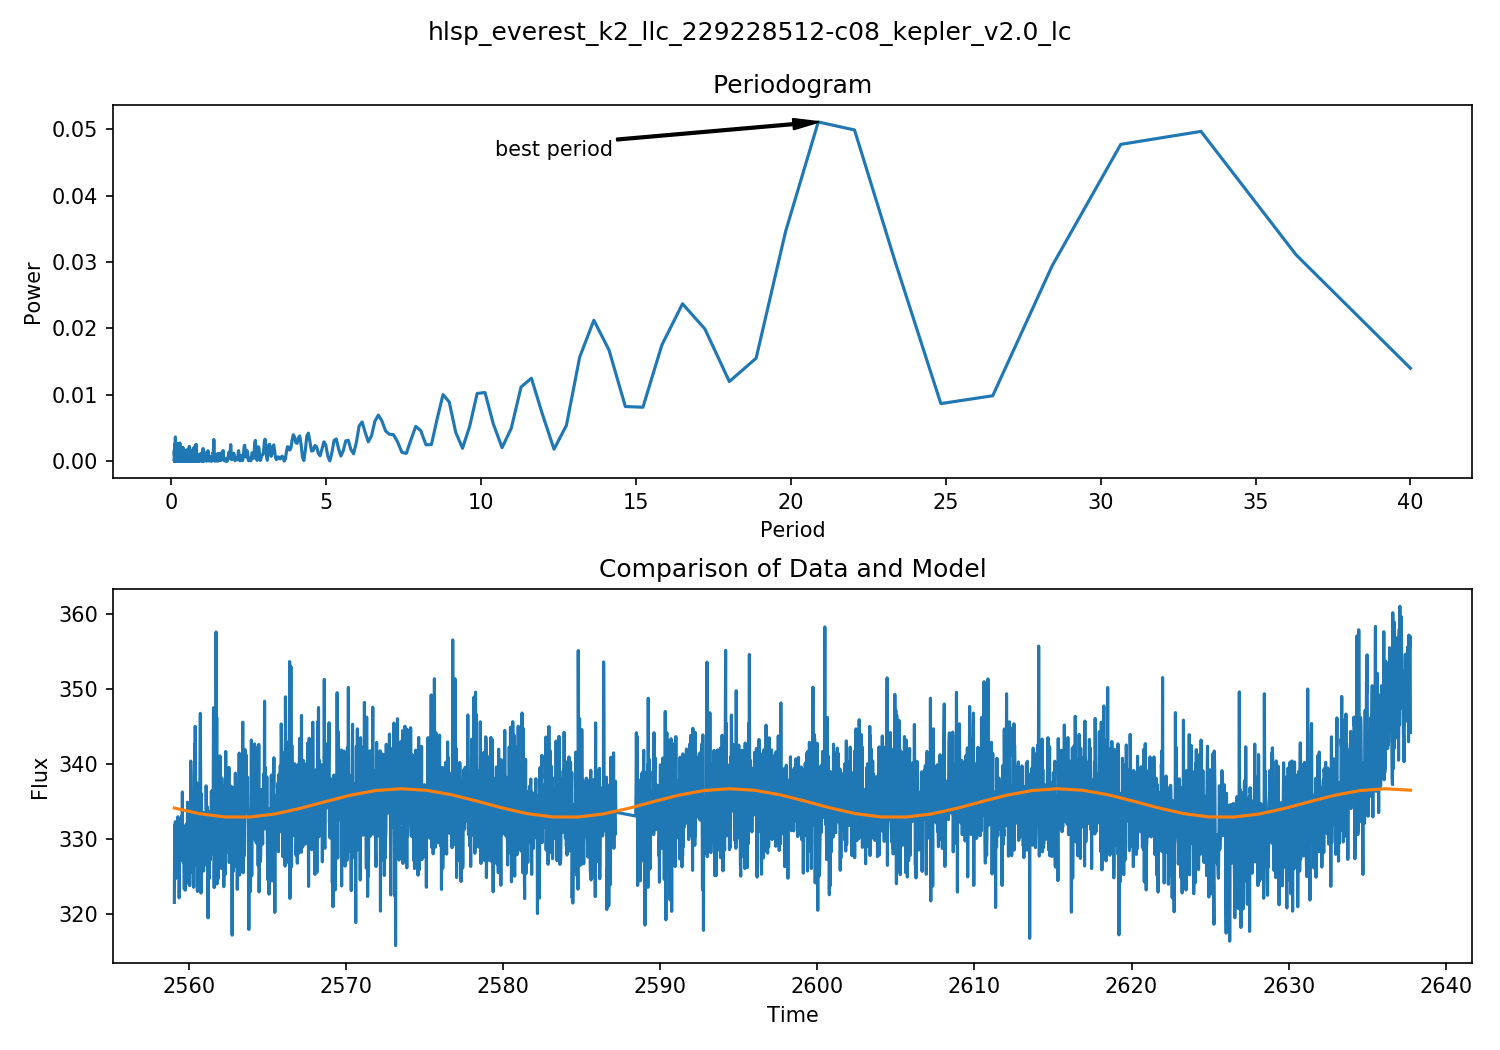 hlsp_everest_k2_llc_229228512-c08_kepler_v2.0_lc
Periodogram
0.05
0.04
0.03
0.02
0.01
0.00
Power
best period
0 5 10 15 20 25 30 35 40
Period
Comparison of Data and Model
360
350
340
330
320
Flux
2560 2570 2580 2590 2600 2610 2620 2630 2640
Time